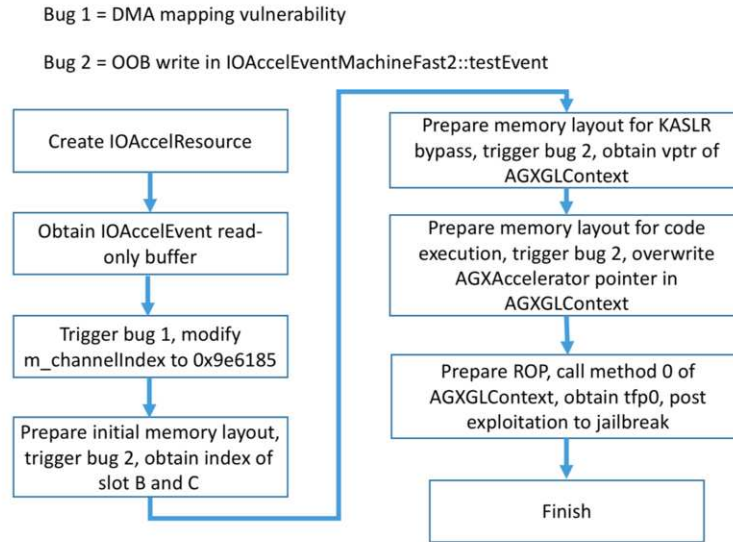 Bug 1 = DMA mapping vulnerability
Bug 2 = OOB write in IOAccelEventMachineFast2::testEvent
Create IOAccelResource
Obtain IOAccelEvent read-
only buffer
Trigger bug 1, modify
m_channelIndex to 0x9e6185
Prepare initial memory layout,
trigger bug 2, obtain index of
slot B and C
Prepare memory layout for KASLR
bypass, trigger bug 2, obtain vptr of
AGXGLContext
Prepare memory layout for code
execution, trigger bug 2, overwrite
AGXAccelerator pointer in
AGXGLContext
Prepare ROP, call method 0 of
AGXGLContext, obtain tfp0, post
exploitation to jailbreak
Finish